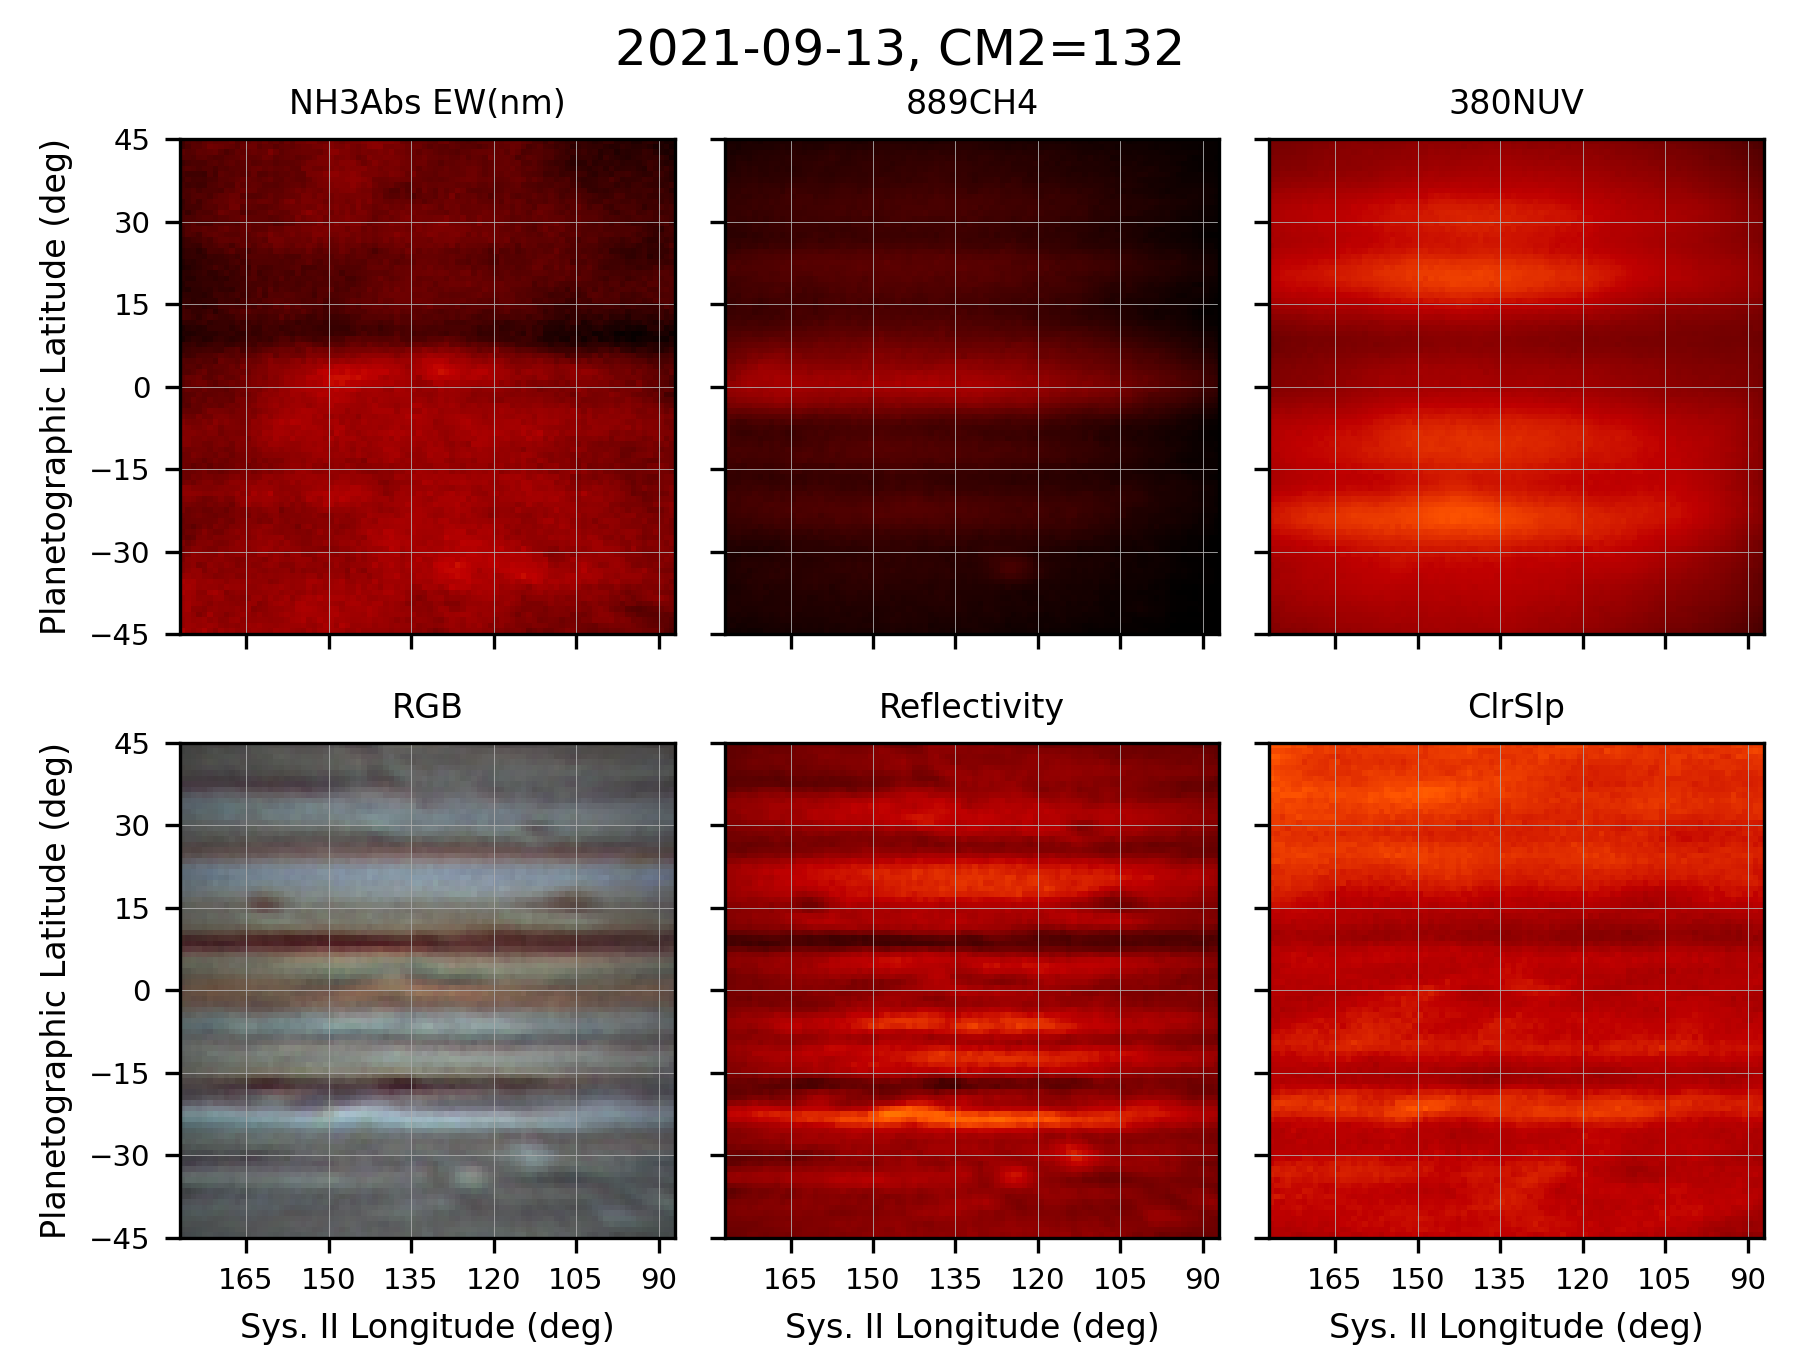 2021-09-13, CM2=132
NH3Abs EW(nm) 889CH4 380NUV
Planetographic Latitude (deg)
45
30
15
0
−15
−30
−45
RGB Reflectivity ClrSlp
Planetographic Latitude (deg)
45
30
15
0
−15
−30
−45
165 150 135 120 105 90 165 150 135 120 105 90 165 150 135 120 105 90
Sys. II Longitude (deg) Sys. II Longitude (deg) Sys. II Longitude (deg)